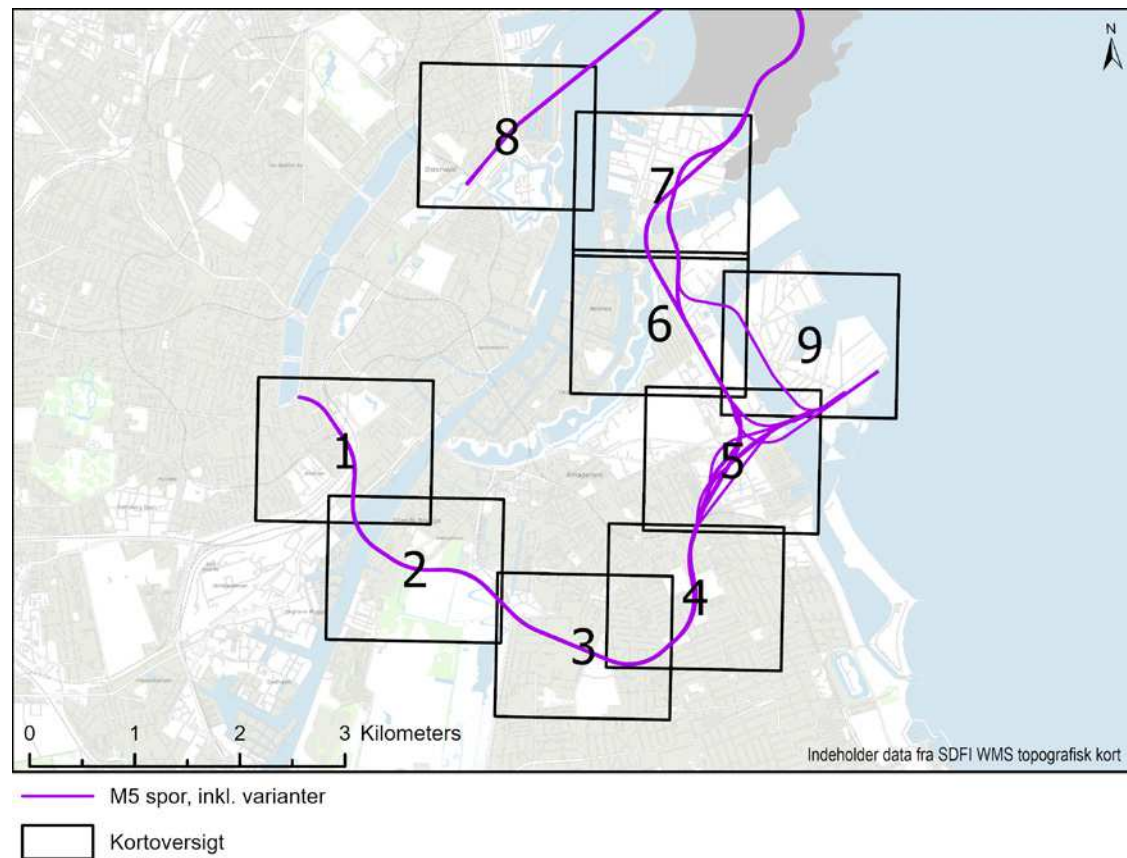 N
8
7
6
9
1
5
2
4
3
0 1 2 3 Kilometers
Indeholder data fra SDFI WMS topografisk kort
M5 spor, inkl. varianter
Kortoversigt